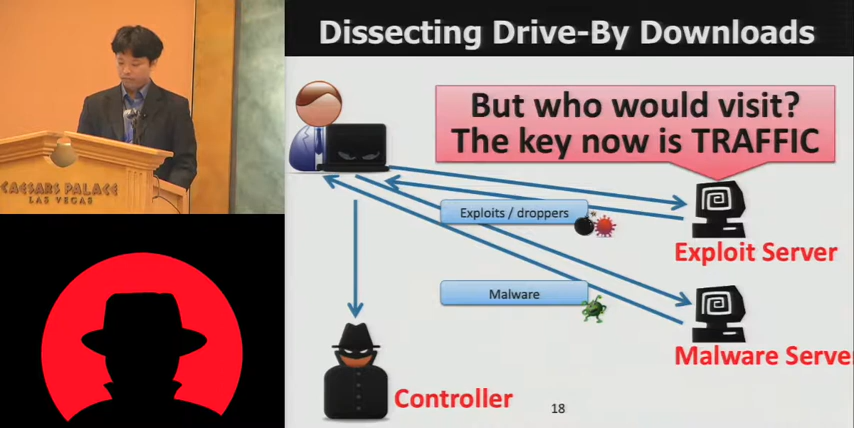 Dissecting Drive-By Downloads
But who would visit?
The key now is TRAFFIC
Exploits / droppers
Exploit Server
Malware
Malware Serve
Controller
18
CAESARS PALACE
LAS VEGAS